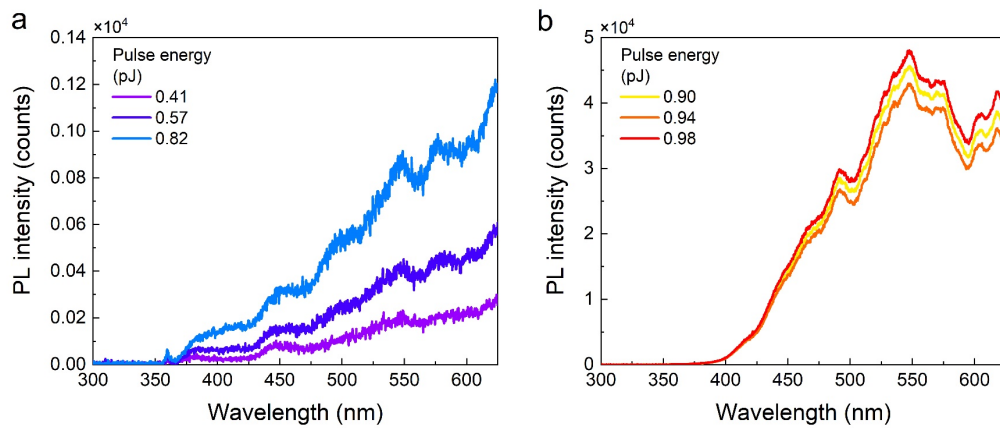 a
×10⁴
0.14
0.12
0.10
0.08
0.06
0.04
0.02
0.00
PL intensity (counts)
Pulse energy
(pJ)
0.41
0.57
0.82
300 350 400 450 500 550 600
Wavelength (nm)
b
×10⁴
5
4
3
2
1
0
PL intensity (counts)
Pulse energy
(pJ)
0.90
0.94
0.98
300 350 400 450 500 550 600
Wavelength (nm)